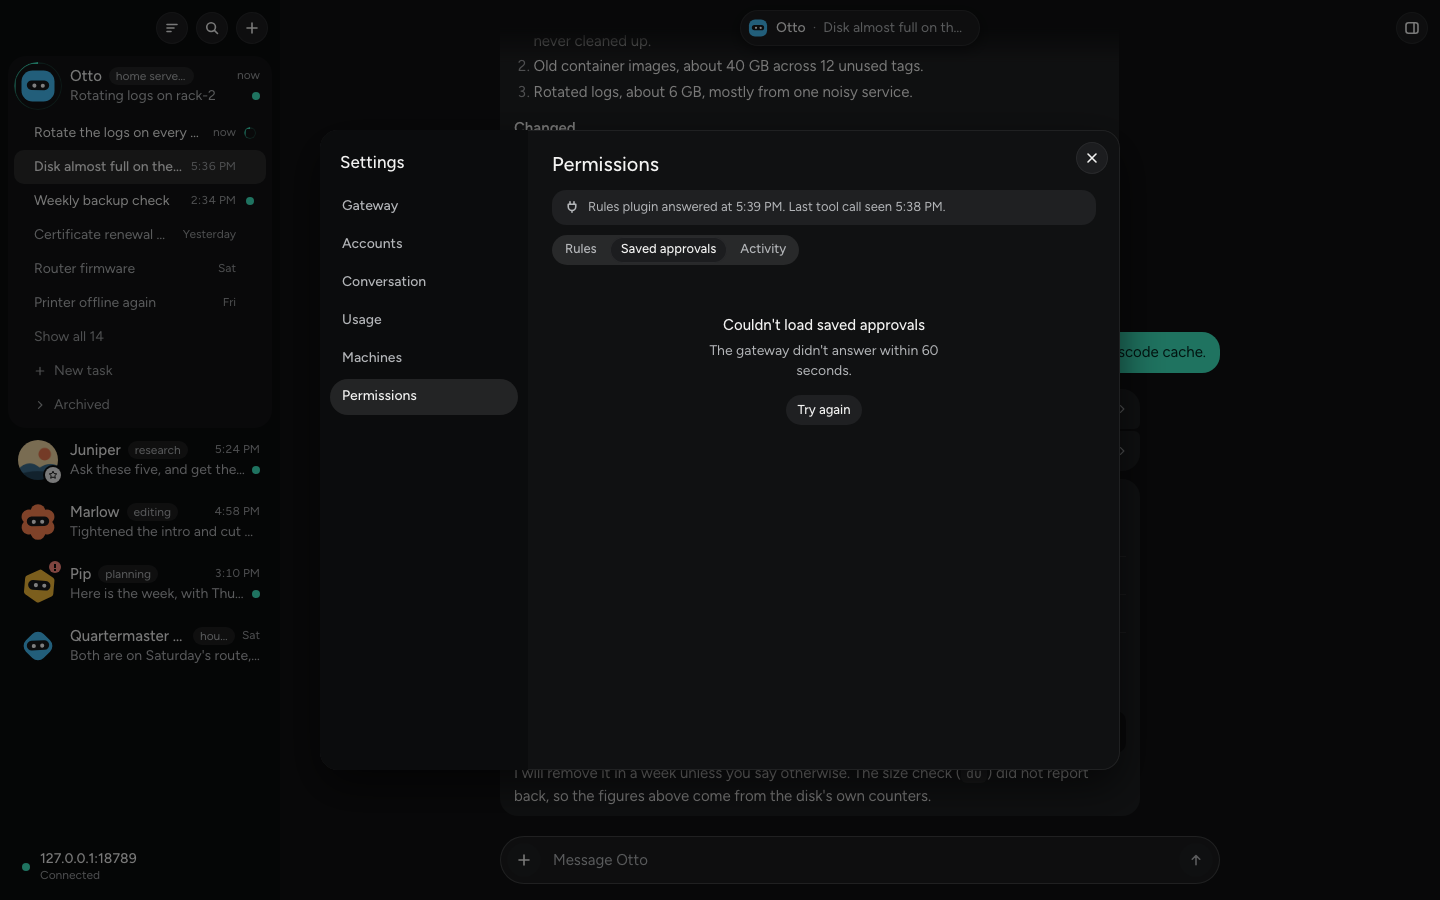 Otto home serve... now
Rotating logs on rack-2
Rotate the logs on every ... now
Disk almost full on the... 5:36 PM
Weekly backup check 2:34 PM
Certificate renewal ... Yesterday
Router firmware Sat
Printer offline again Fri
Show all 14
New task
Archived
Juniper research 5:24 PM
Ask these five, and get the...
Marlow editing 4:58 PM
Tightened the intro and cut ...
Pip planning 3:10 PM
Here is the week, with Thu...
Quartermaster ... hou... Sat
Both are on Saturday's route,...
127.0.0.1:18789
Connected
Otto · Disk almost full on th...
never cleaned up.
2. Old container images, about 40 GB across 12 unused tags.
3. Rotated logs, about 6 GB, mostly from one noisy service.
Changed
scode cache.
Settings
Gateway
Accounts
Conversation
Usage
Machines
Permissions
Permissions
Rules plugin answered at 5:39 PM. Last tool call seen 5:38 PM.
Rules Saved approvals Activity
Couldn't load saved approvals
The gateway didn't answer within 60
seconds.
Try again
I will remove it in a week unless you say otherwise. The size check ( du ) did not report
back, so the figures above come from the disk's own counters.
Message Otto